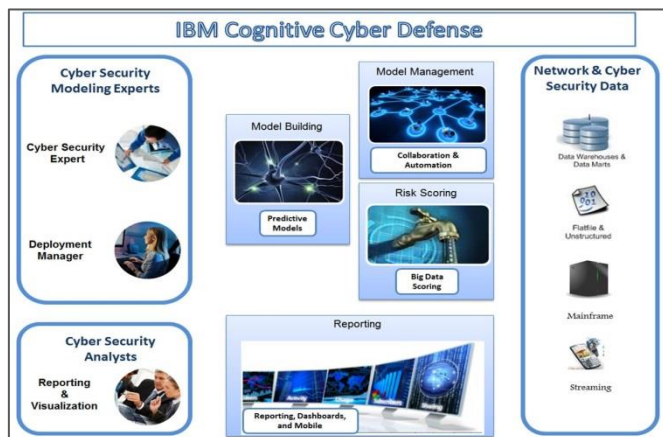 IBM Cognitive Cyber Defense
Cyber Security
Modeling Experts
Cyber Security
Expert
Deployment
Manager
Cyber Security
Analysts
Reporting
&
Visualization
Model Building
Predictive
Models
Model Management
Collaboration &
Automation
Risk Scoring
Big Data
Scoring
Reporting
Reporting, Dashboards,
and Mobile
Network & Cyber
Security Data
Data Warehouses &
Data Marts
Flatfile &
Unstructured
Mainframe
Streaming